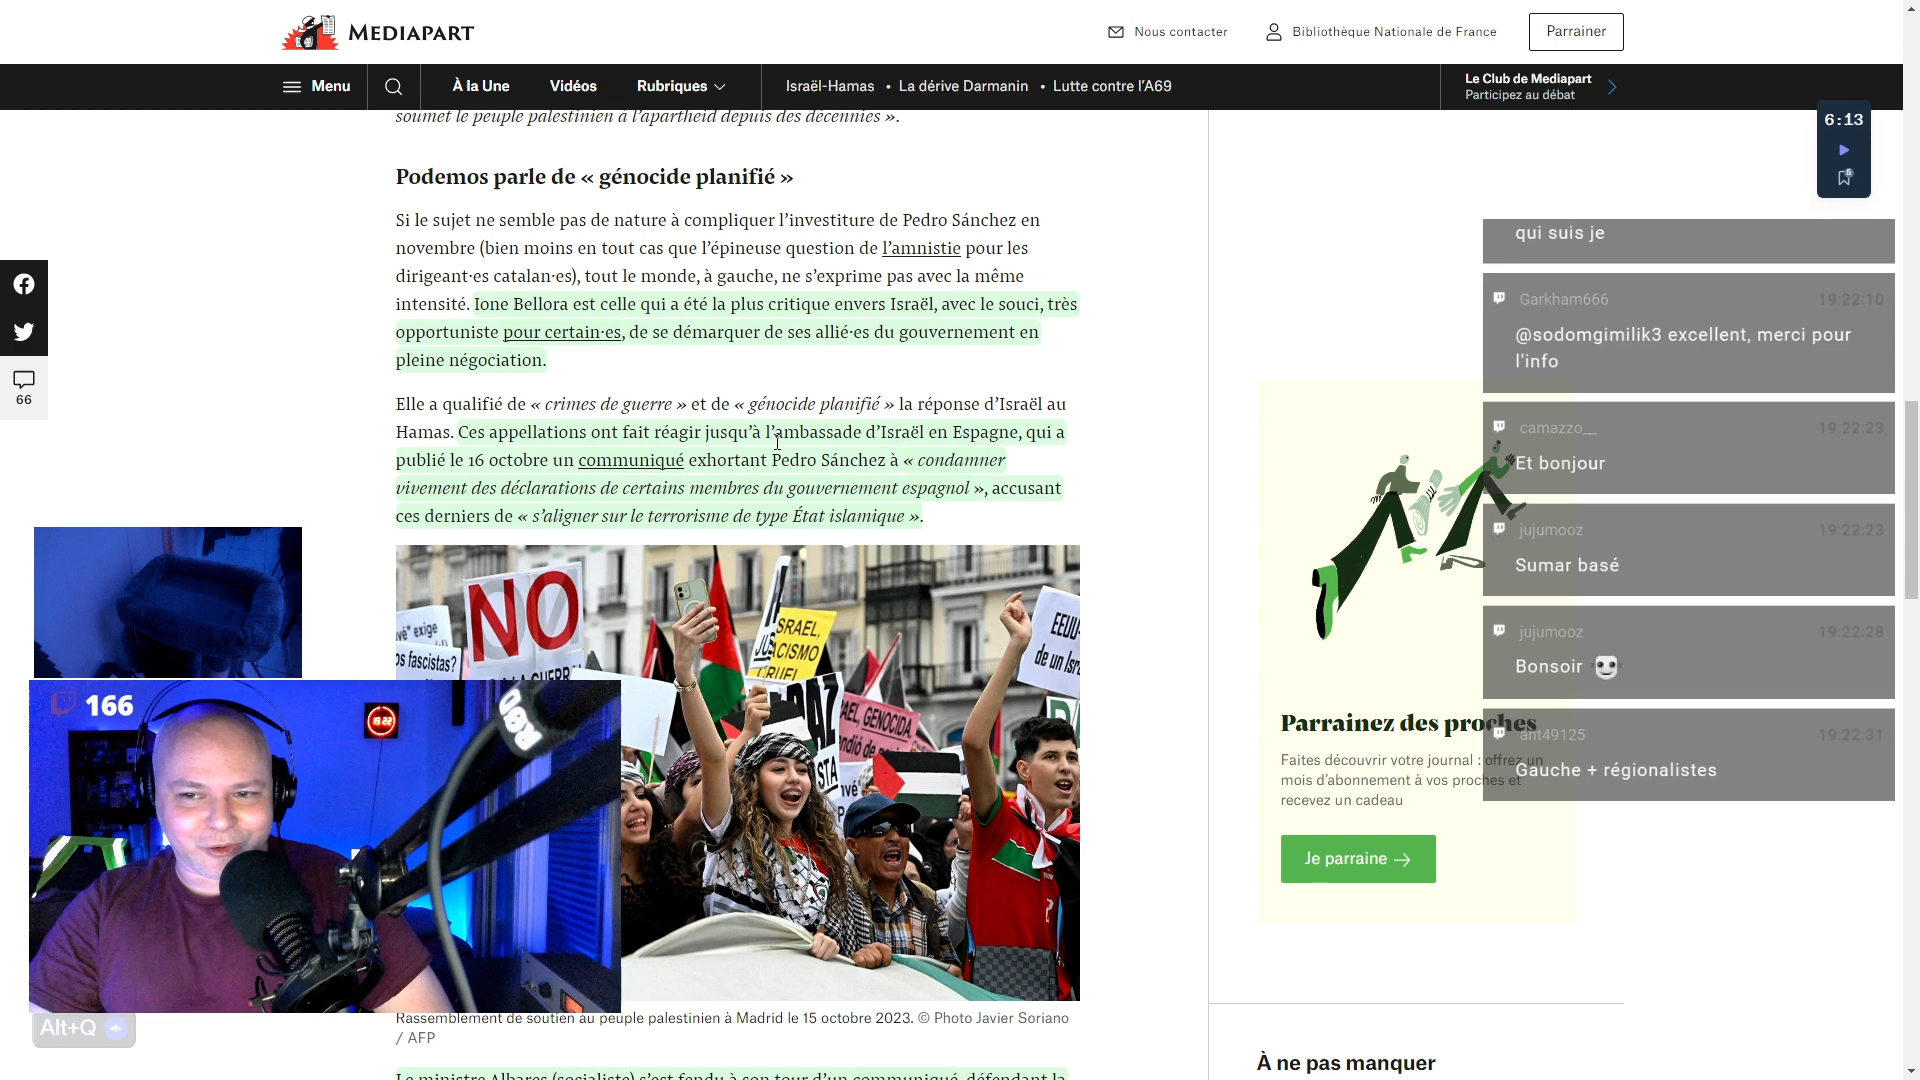 MEDIAPART
Nous contacter
Bibliothèque Nationale de France
Parrainer
Menu
À la Une
Vidéos
Rubriques
Israël-Hamas • La dérive Darmanin • Lutte contre l'A69
Le Club de Mediapart
Participez au débat
soumet le peuple palestinien à l'apartheid depuis des décennies ».
6:13
Podemos parle de « génocide planifié »
Si le sujet ne semble pas de nature à compliquer l'investiture de Pedro Sánchez en
novembre (bien moins en tout cas que l'épineuse question de l'amnistie pour les
dirigeant·es catalan·es), tout le monde, à gauche, ne s'exprime pas avec la même
intensité. Ione Bellora est celle qui a été la plus critique envers Israël, avec le souci, très
opportuniste pour certain·es, de se démarquer de ses allié·es du gouvernement en
pleine négociation.
Elle a qualifié de « crimes de guerre » et de « génocide planifié » la réponse d'Israël au
Hamas. Ces appellations ont fait réagir jusqu'à l'ambassade d'Israël en Espagne, qui a
publié le 16 octobre un communiqué exhortant Pedro Sánchez à « condamner
vivement des déclarations de certains membres du gouvernement espagnol », accusant
ces derniers de « s'aligner sur le terrorisme de type État islamique ».
66
qui suis je
Garkham666
19:22:10
@sodomgimilik3 excellent, merci pour
l'info
camazzo__
19:22:23
Et bonjour
jujumooz
19:22:23
Sumar basé
jujumooz
19:22:28
Bonsoir
ant49125
19:22:31
Gauche + régionalistes
Parrainez des proches
Faites découvrir votre journal : offrez un
mois d'abonnement à vos proches et
recevez un cadeau
Je parraine →
NO
exige
os fascistas?
A LA GUERRA
ISRAEL,
GENOCIDA
EEUU
de un Isr
166
Alt+Q
Rassemblement de soutien au peuple palestinien à Madrid le 15 octobre 2023. © Photo Javier Soriano
/ AFP
Le ministre Albares (socialiste) s'est fendu à son tour d'un communiqué, défendant la
À ne pas manquer